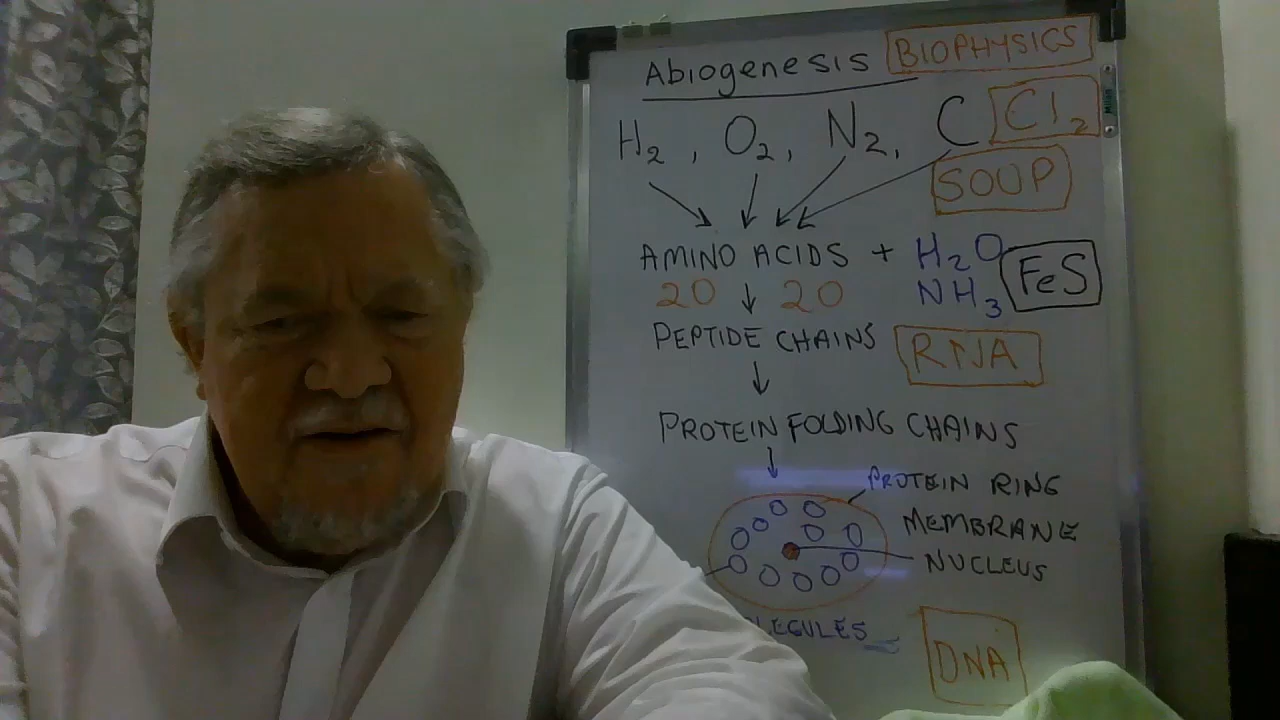 Abiogenesis BIOPHYSICS
H2, O2, N2, C Cl2
SOUP
AMINO ACIDS + H2O
20 20 NH3 FeS
PEPTIDE CHAINS RNA
PROTEIN FOLDING CHAINS
PROTEIN RING
MEMBRANE
NUCLEUS
DNA